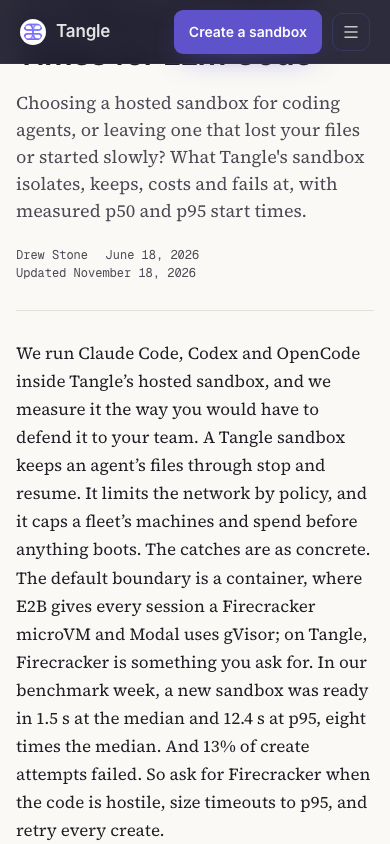 Tangle
Create a sandbox
Choosing a hosted sandbox for coding
agents, or leaving one that lost your files
or started slowly? What Tangle's sandbox
isolates, keeps, costs and fails at, with
measured p50 and p95 start times.
Drew Stone June 18, 2026
Updated November 18, 2026
We run Claude Code, Codex and OpenCode
inside Tangle’s hosted sandbox, and we
measure it the way you would have to
defend it to your team. A Tangle sandbox
keeps an agent’s files through stop and
resume. It limits the network by policy, and
it caps a fleet’s machines and spend before
anything boots. The catches are as concrete.
The default boundary is a container, where
E2B gives every session a Firecracker
microVM and Modal uses gVisor; on Tangle,
Firecracker is something you ask for. In our
benchmark week, a new sandbox was ready
in 1.5 s at the median and 12.4 s at p95, eight
times the median. And 13% of create
attempts failed. So ask for Firecracker when
the code is hostile, size timeouts to p95, and
retry every create.